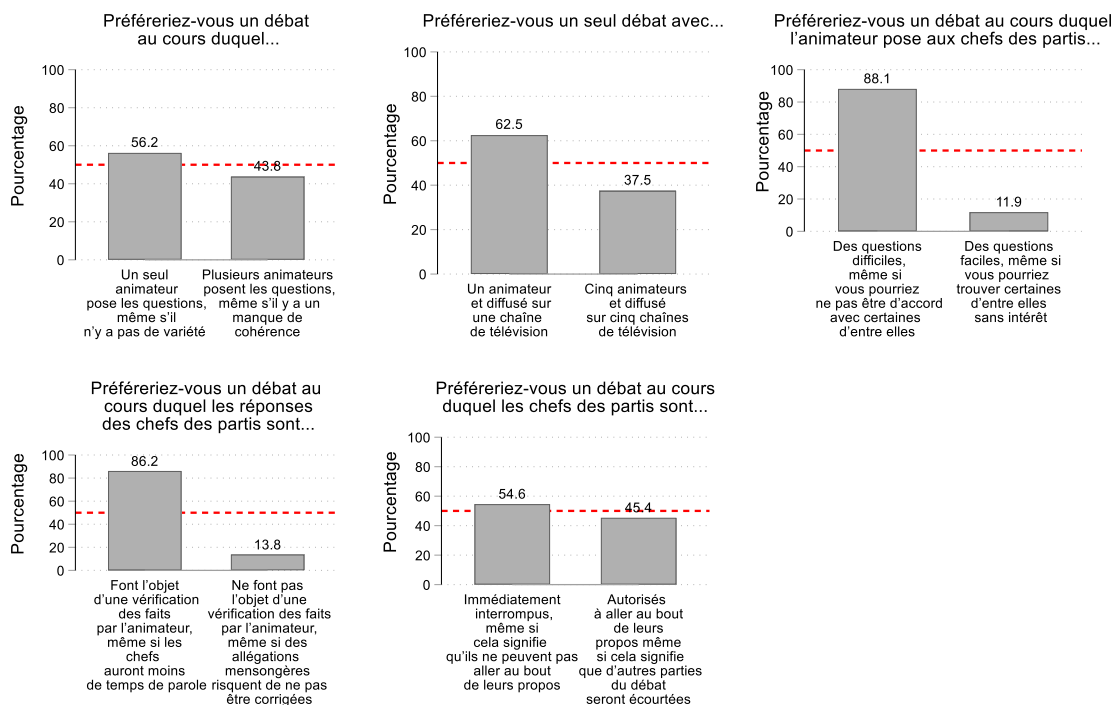 Préféreriez-vous un débat
au cours duquel...
Pourcentage
100
80
60
40
20
0
56.2
43.8
Un seul
animateur
pose les questions,
même s'il
n'y a pas de variété
Plusieurs animateurs
posent les questions,
même s'il y a un
manque de
cohérence
Préféreriez-vous un seul débat avec...
Pourcentage
100
80
60
40
20
0
62.5
37.5
Un animateur
et diffusé sur
une chaîne
de télévision
Cinq animateurs
et diffusé
sur cinq chaînes
de télévision
Préféreriez-vous un débat au cours duquel
l'animateur pose aux chefs des partis...
Pourcentage
100
80
60
40
20
0
88.1
11.9
Des questions
difficiles,
même si
vous pourriez
ne pas être d'accord
avec certaines
d'entre elles
Des questions
faciles, même si
vous pourriez
trouver certaines
d'entre elles
sans intérêt
Préféreriez-vous un débat au
cours duquel les réponses
des chefs des partis sont...
Pourcentage
100
80
60
40
20
0
86.2
13.8
Font l'objet
d'une vérification
des faits
par l'animateur,
même si les
chefs
auront moins
de temps de parole
Ne font pas
l'objet d'une
vérification des faits
par l'animateur,
même si des
allégations
mensongères
risquent de ne pas
être corrigées
Préféreriez-vous un débat au cours
duquel les chefs des partis sont...
Pourcentage
100
80
60
40
20
0
54.6
45.4
Immédiatement
interrompus,
même si
cela signifie
qu'ils ne peuvent pas
aller au bout
de leurs propos
Autorisés
à aller au bout
de leurs
propos même
si cela signifie
que d'autres parties
du débat
seront écourtées